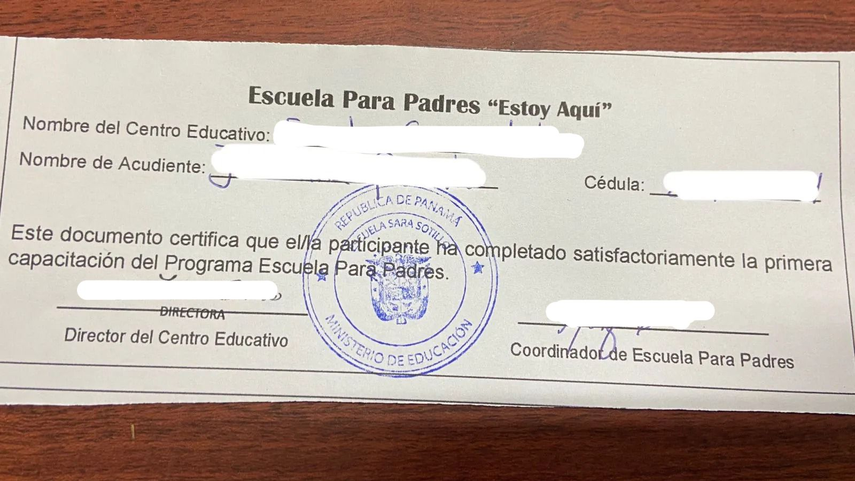 Escuela Para Padres “Estoy Aquí”
Nombre del Centro Educativo:
Nombre de Acudiente:
Cédula:
Este documento certifica que el/la participante ha completado satisfactoriamente la primera
capacitación del Programa Escuela Para Padres.
DIRECTORA
Director del Centro Educativo
Coordinador de Escuela Para Padres
REPUBLICA DE PANAMÁ
ESCUELA SARA SOTILLO
MINISTERIO DE EDUCACIÓN